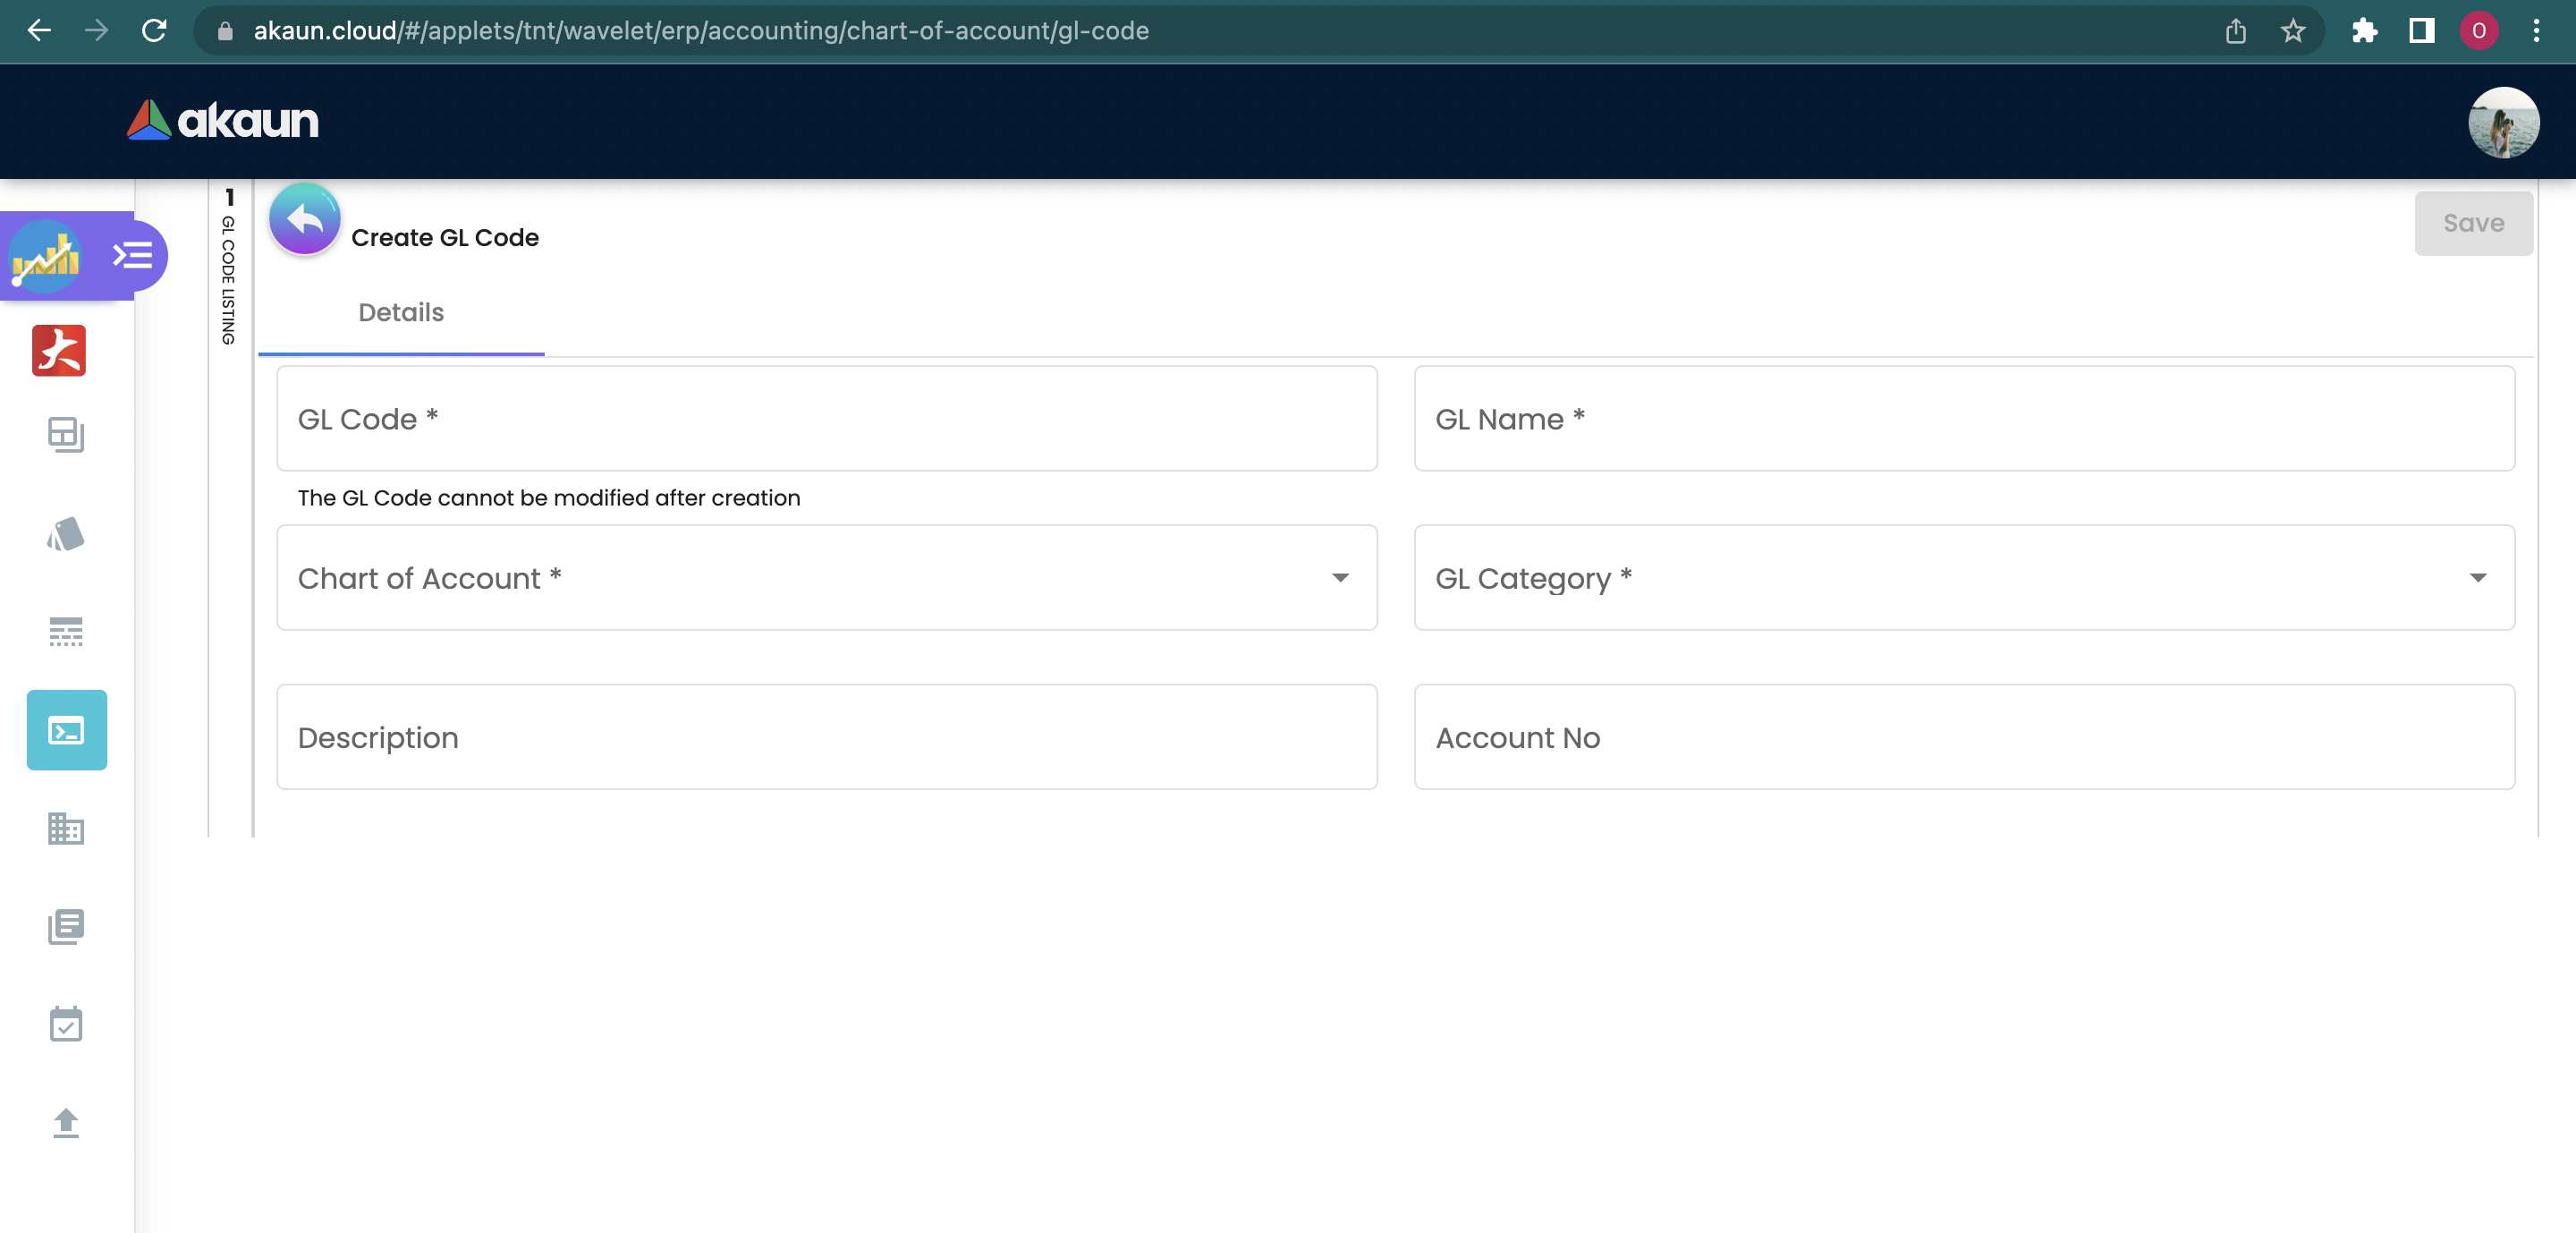 akaun.cloud/#/applets/tnt/wavelet/erp/accounting/chart-of-account/gl-code
O
akaun
1
GL CODE LISTING
Create GL Code
Save
Details
GL Code *
GL Name *
The GL Code cannot be modified after creation
Chart of Account *
GL Category *
Description
Account No